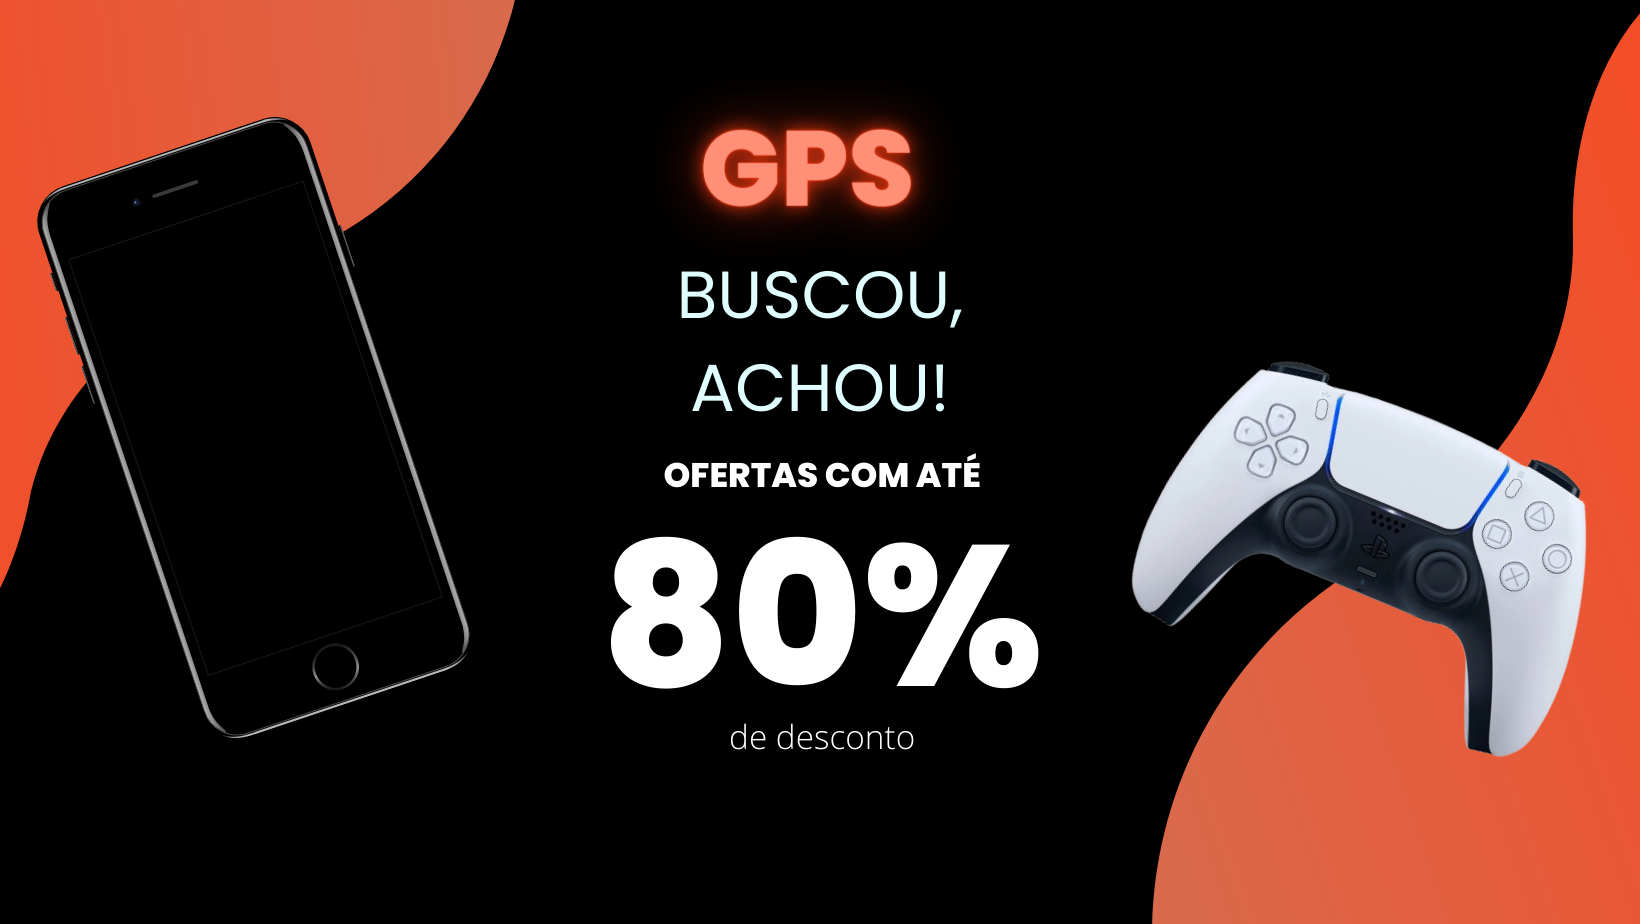 GPS
BUSCOU,
ACHOU!
OFERTAS COM ATÉ
80%
de desconto